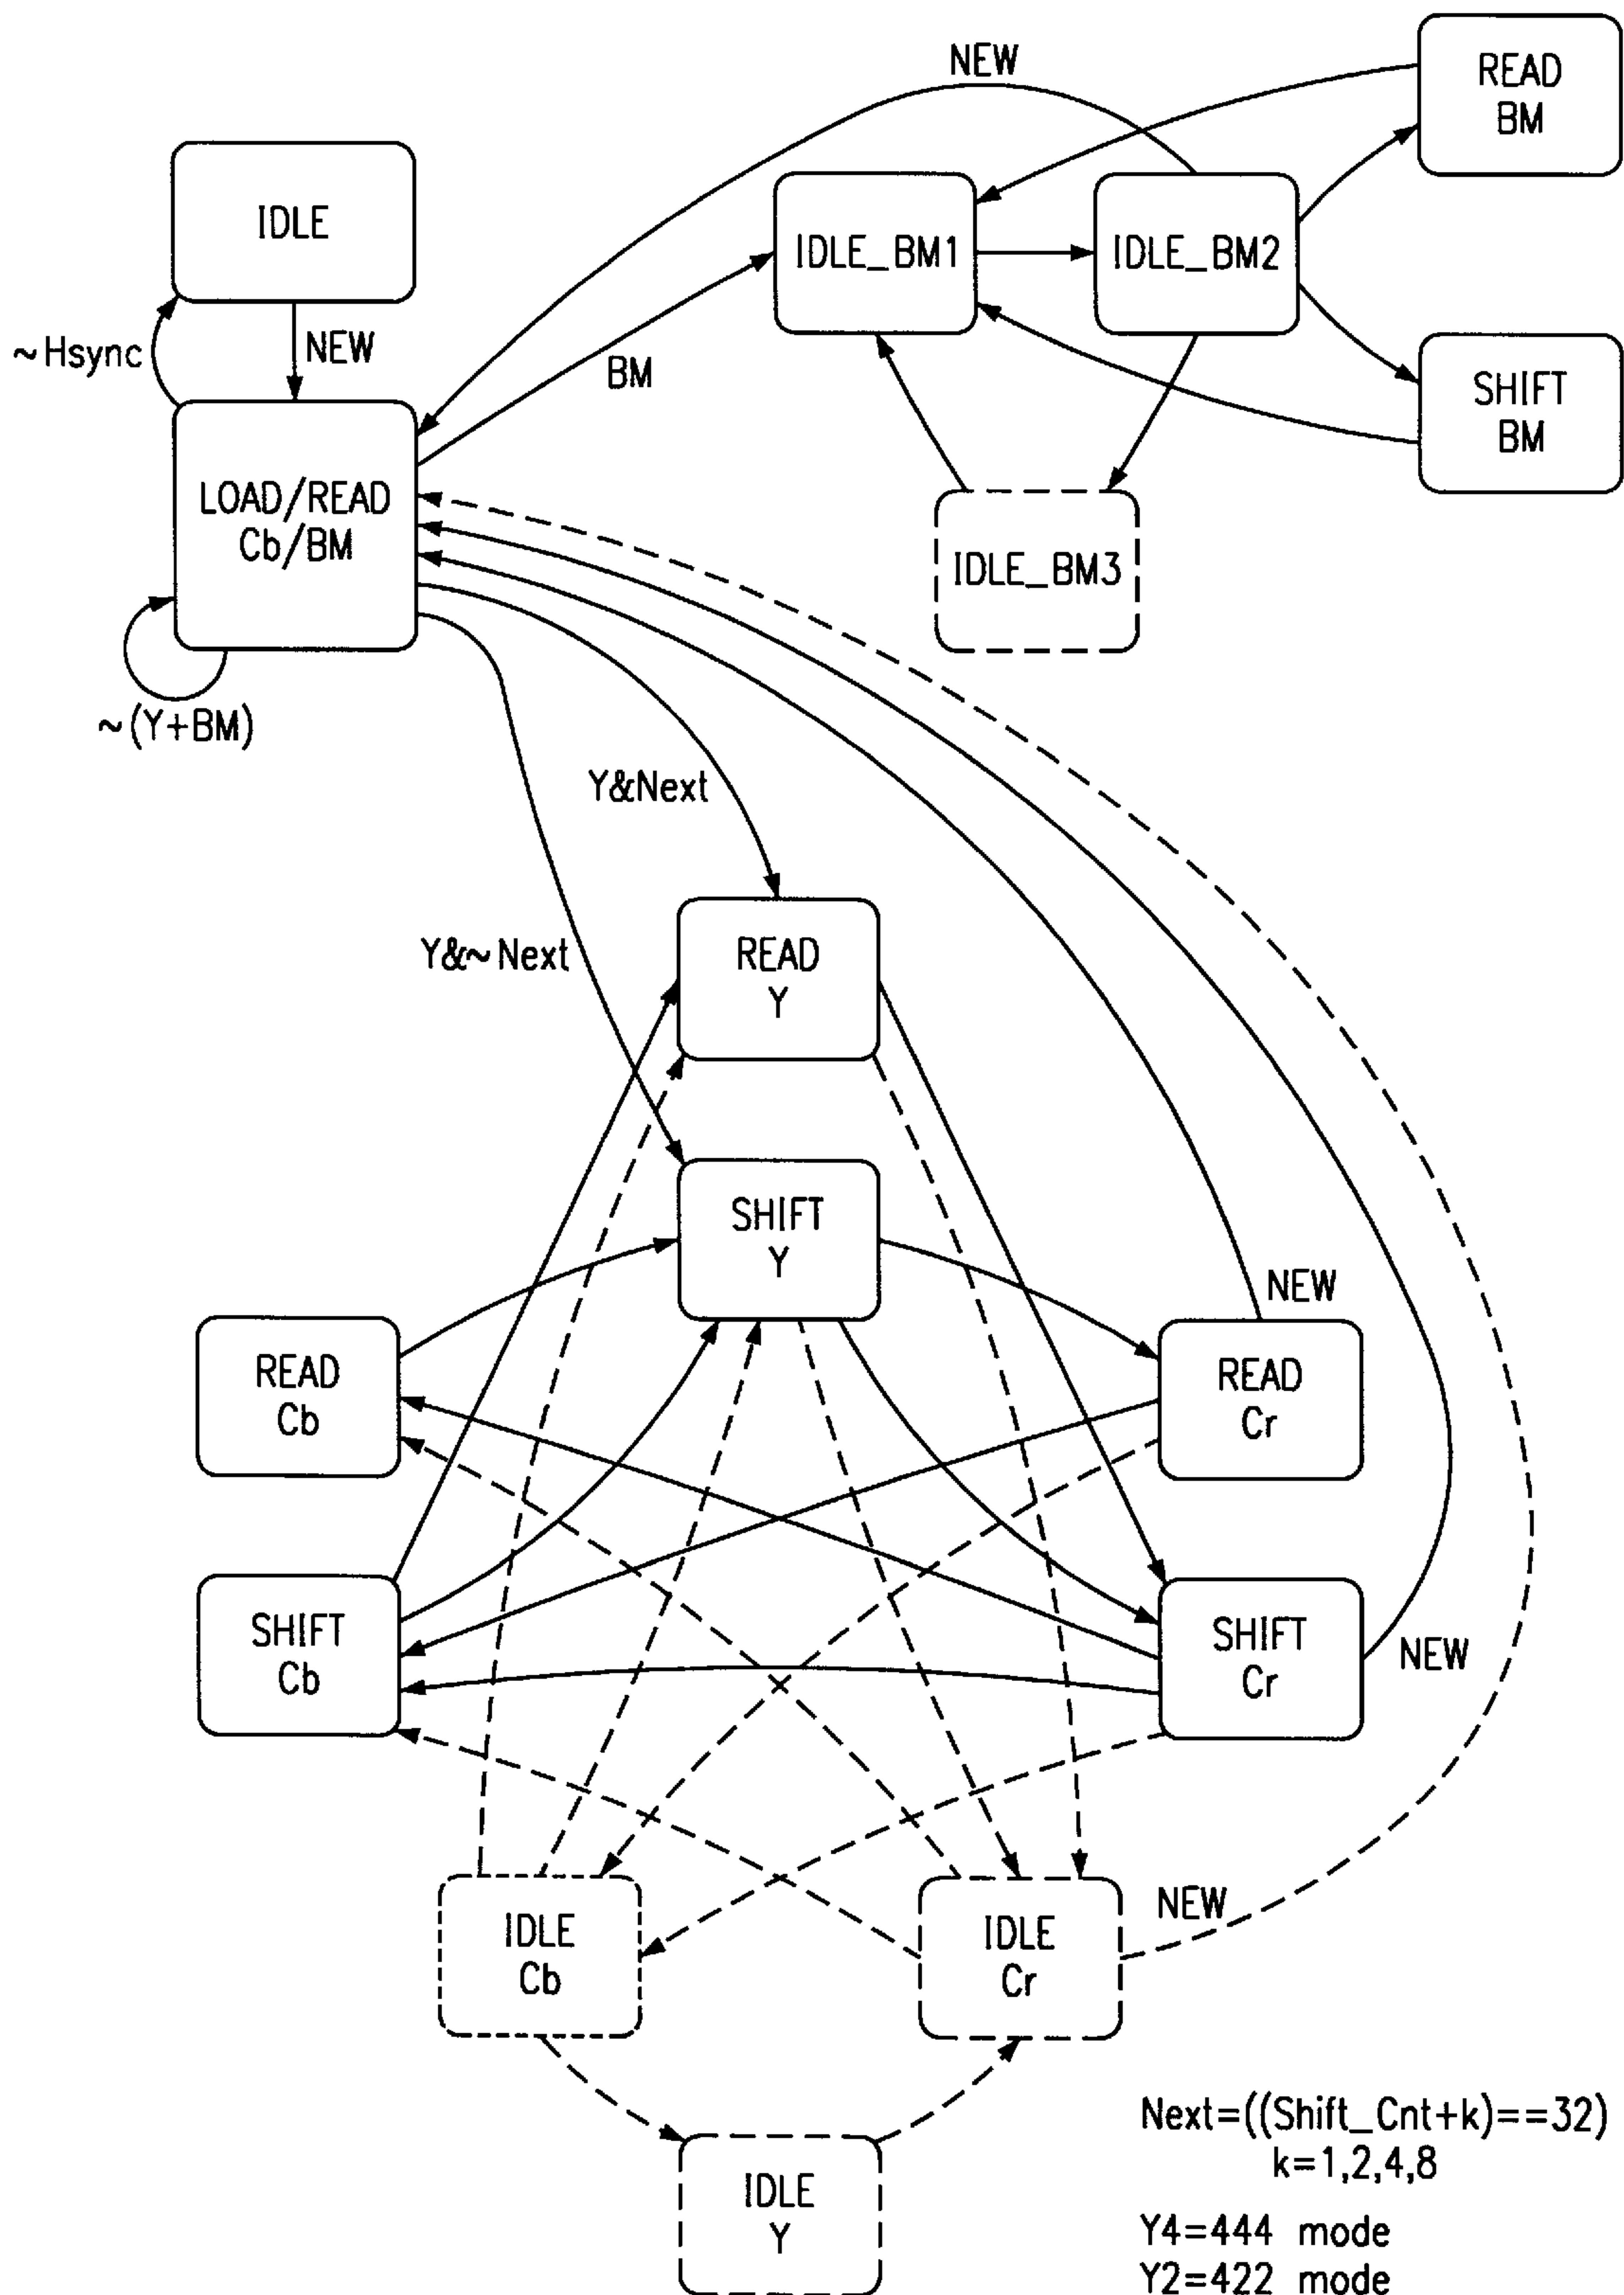 NEW
READ
BM
IDLE
IDLE_BM1
IDLE_BM2
~Hsync
NEW
BM
SHIFT
BM
LOAD/READ
Cb/BM
IDLE_BM3
~(Y+BM)
Y&Next
Y&~Next
READ
Y
SHIFT
Y
NEW
READ
Cb
READ
Cr
SHIFT
Cb
SHIFT
Cr
NEW
IDLE
Cb
IDLE
Cr
NEW
IDLE
Y
Next=((Shift_Cnt+k)==32)
k=1,2,4,8
Y4=444 mode
Y2=422 mode